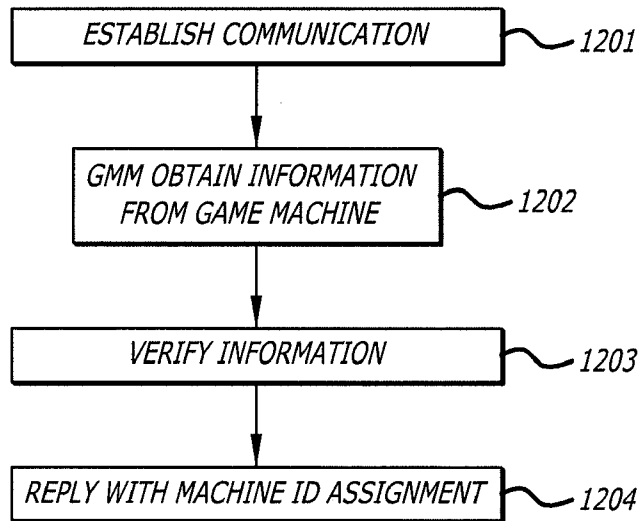 ESTABLISH COMMUNICATION
1201
GMM OBTAIN INFORMATION
FROM GAME MACHINE
1202
VERIFY INFORMATION
1203
REPLY WITH MACHINE ID ASSIGNMENT
1204